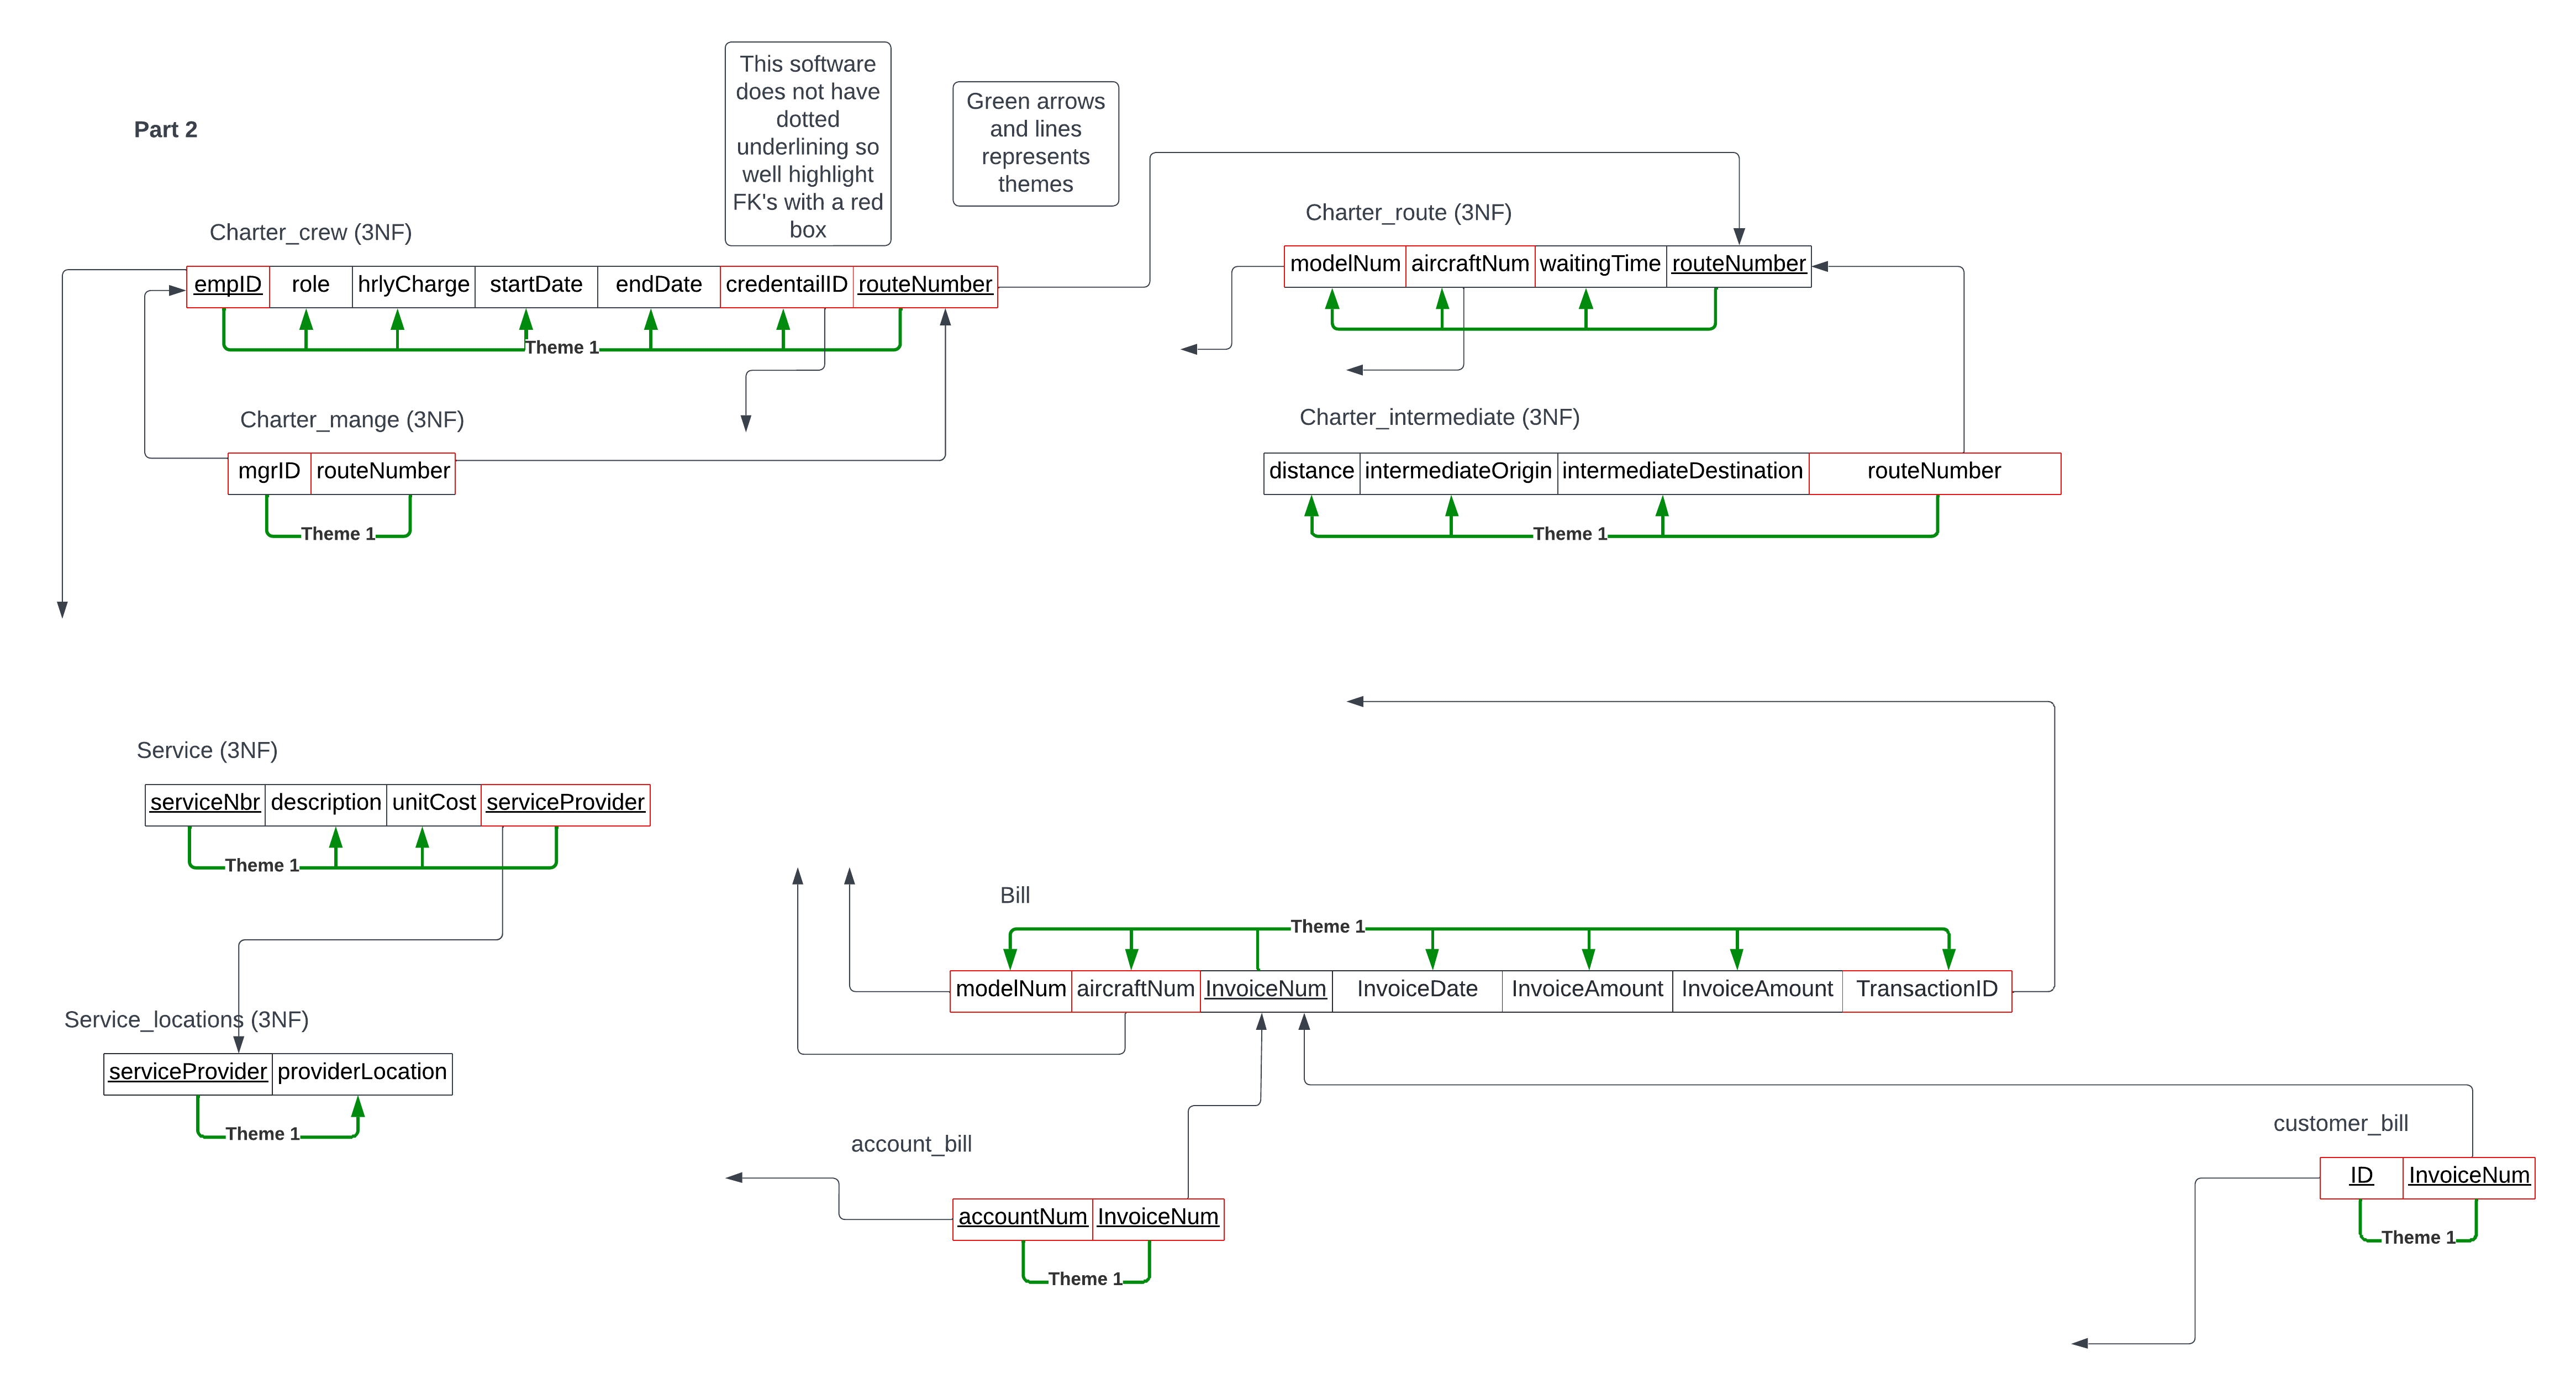 Part 2
This software
does not have
dotted
underlining so
well highlight
FK's with a red
box
Green arrows
and lines
represents
themes
Charter_crew (3NF)
empID role hrlyCharge startDate endDate credentailID routeNumber
Theme 1
Charter_mange (3NF)
mgrID routeNumber
Theme 1
Charter_route (3NF)
modelNum aircraftNum waitingTime routeNumber
Charter_intermediate (3NF)
distance intermediateOrigin intermediateDestination routeNumber
Theme 1
Service (3NF)
serviceNbr description unitCost serviceProvider
Theme 1
Service_locations (3NF)
serviceProvider providerLocation
Theme 1
Bill
Theme 1
modelNum aircraftNum InvoiceNum InvoiceDate InvoiceAmount InvoiceAmount TransactionID
account_bill
accountNum InvoiceNum
Theme 1
customer_bill
ID InvoiceNum
Theme 1